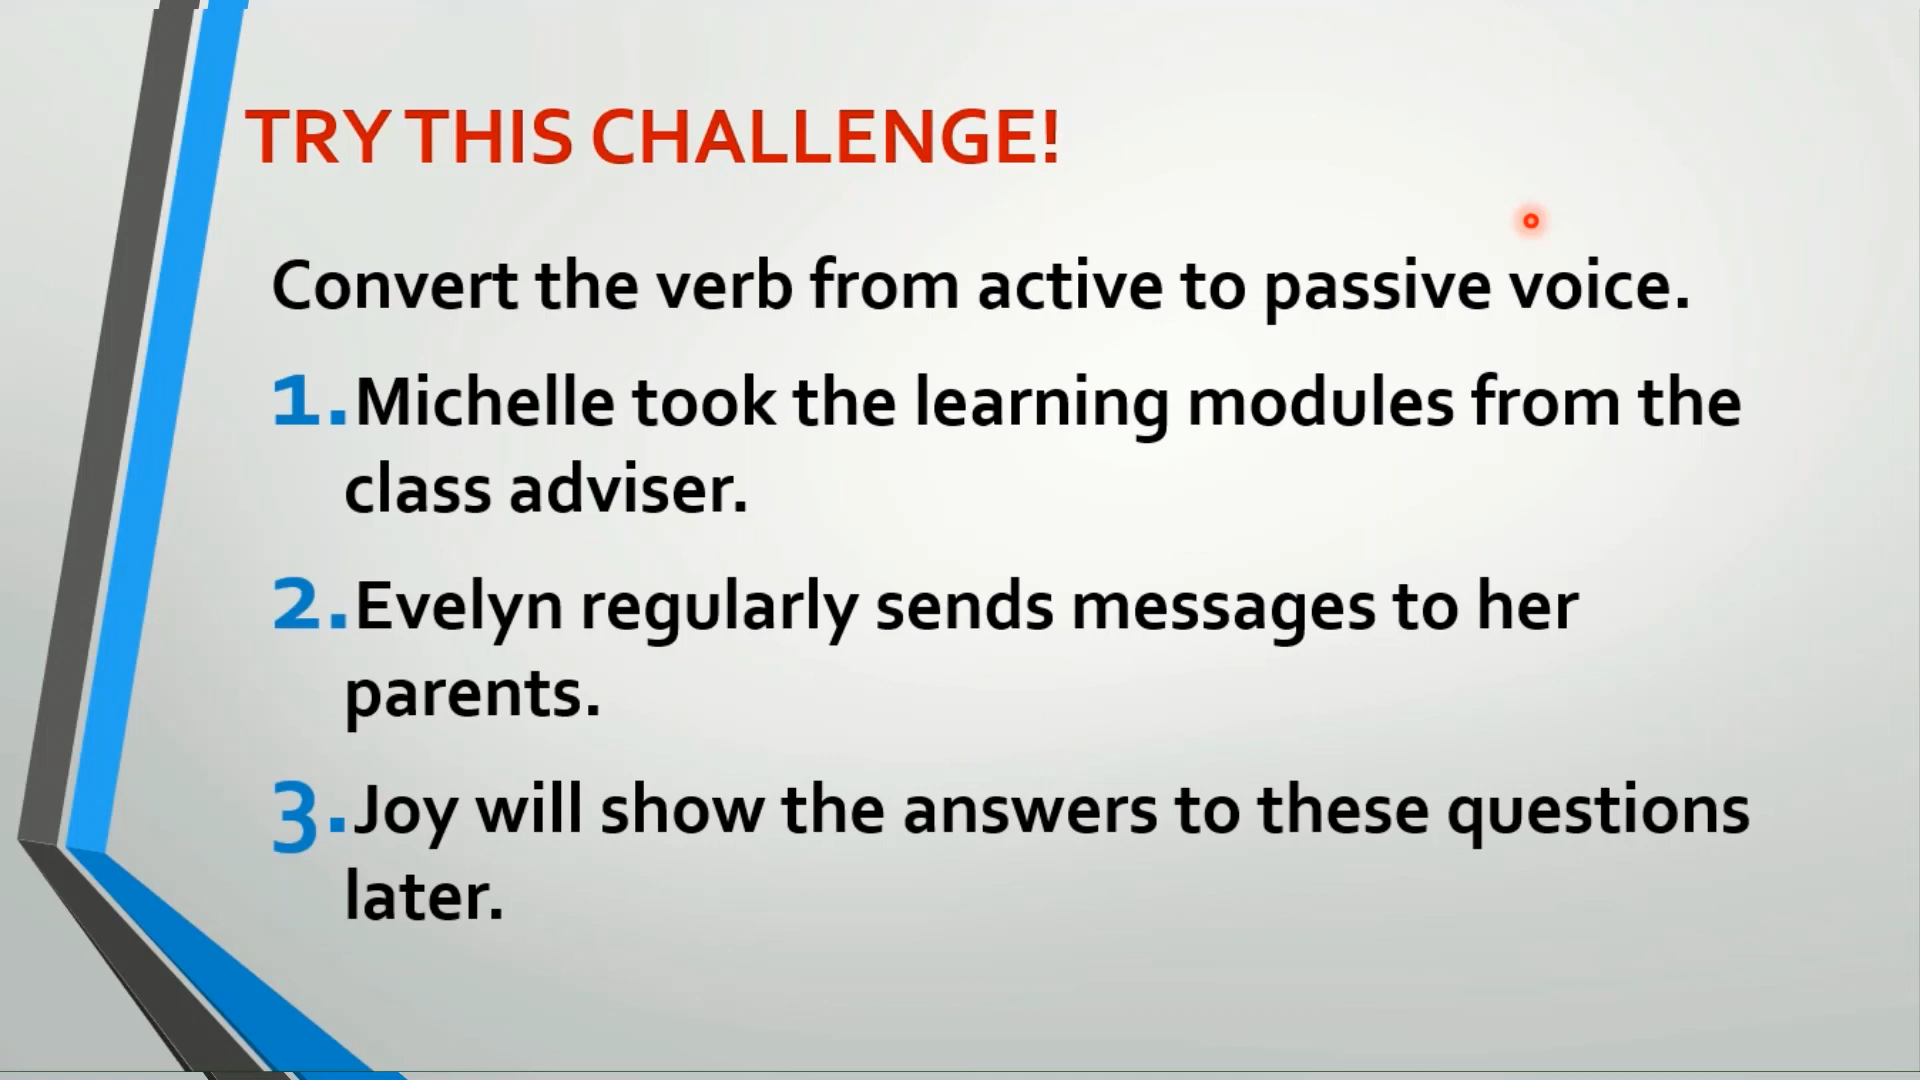 TRY THIS CHALLENGE!
Convert the verb from active to passive voice.
1. Michelle took the learning modules from the
class adviser.
2. Evelyn regularly sends messages to her
parents.
3. Joy will show the answers to these questions
later.